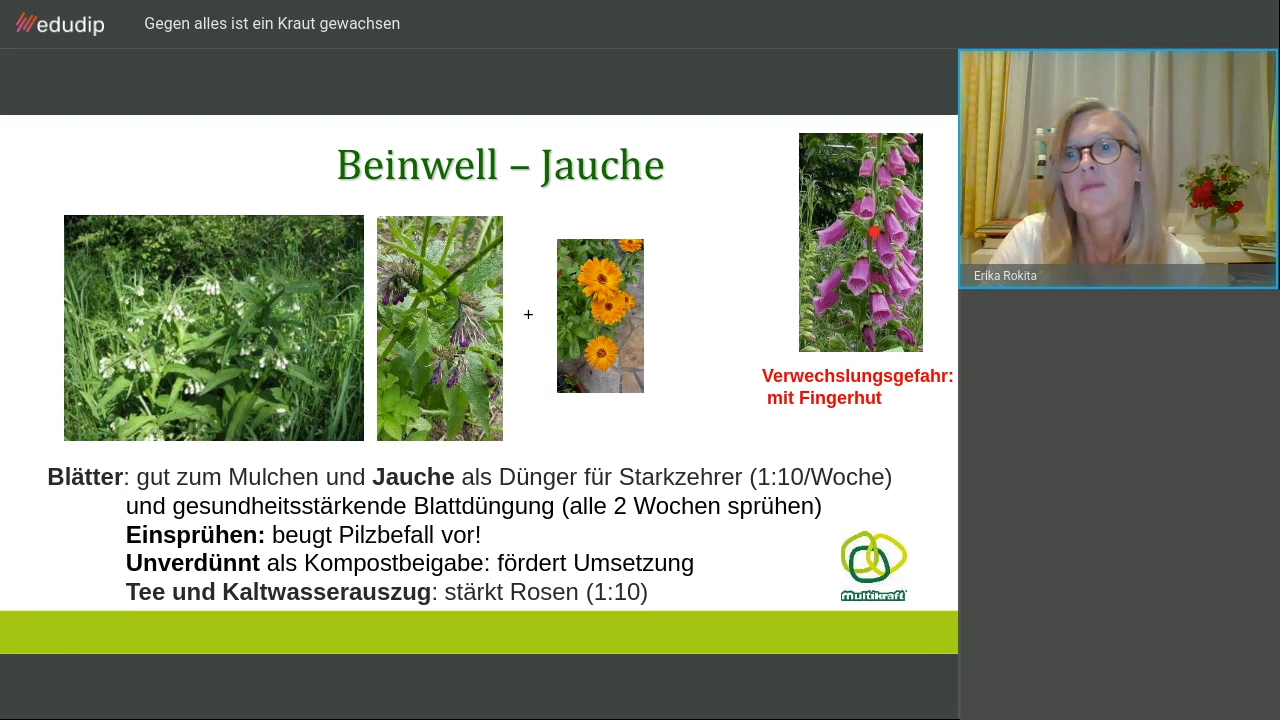 edudip
Gegen alles ist ein Kraut gewachsen
Beinwell – Jauche
+
Verwechslungsgefahr:
mit Fingerhut
Erika Rokita
Blätter: gut zum Mulchen und Jauche als Dünger für Starkzehrer (1:10/Woche)
und gesundheitsstärkende Blattdüngung (alle 2 Wochen sprühen)
Einsprühen: beugt Pilzbefall vor!
Unverdünnt als Kompostbeigabe: fördert Umsetzung
Tee und Kaltwasserauszug: stärkt Rosen (1:10)
multikraft